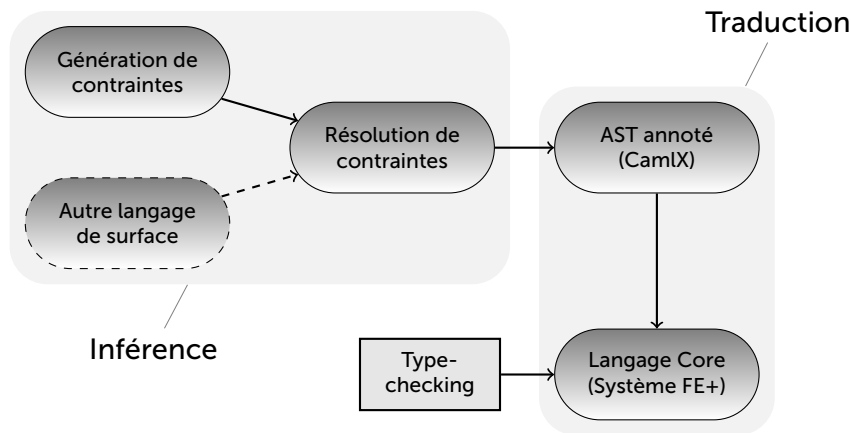 Traduction
Génération de
contraintes
Résolution de
contraintes
AST annoté
(CamlX)
Autre langage
de surface
Inférence
Type-
checking
Langage Core
(Système FE+)